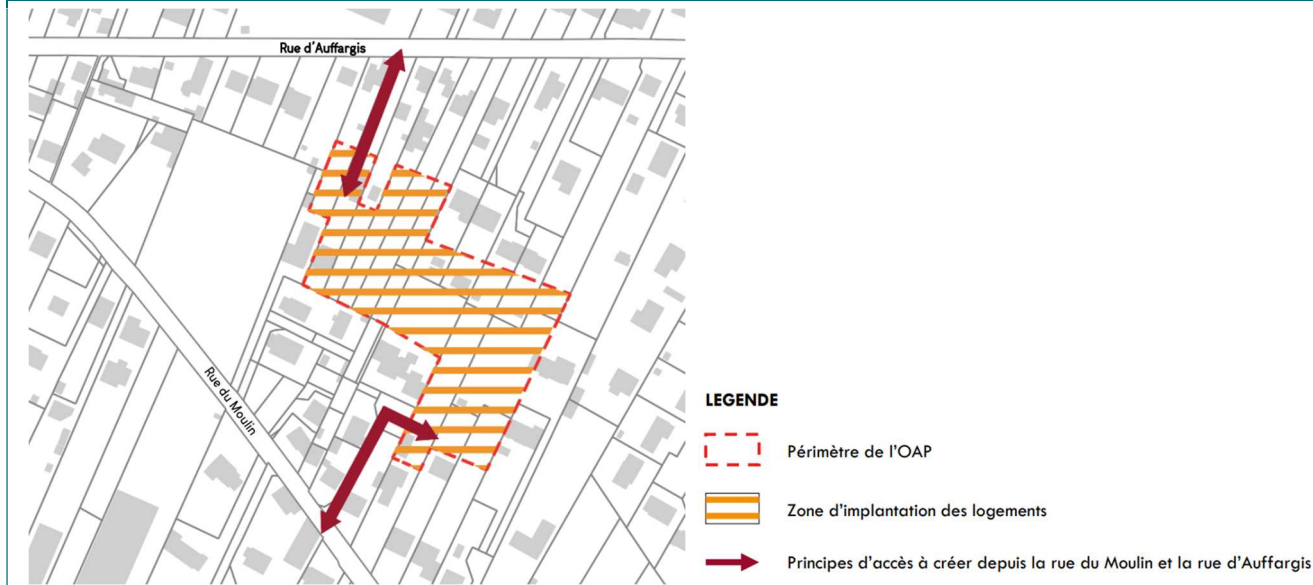 Rue d'Auffargis
Rue du Moulin
LEGENDE
Périmètre de l'OAP
Zone d'implantation des logements
Principes d'accès à créer depuis la rue du Moulin et la rue d'Auffargis